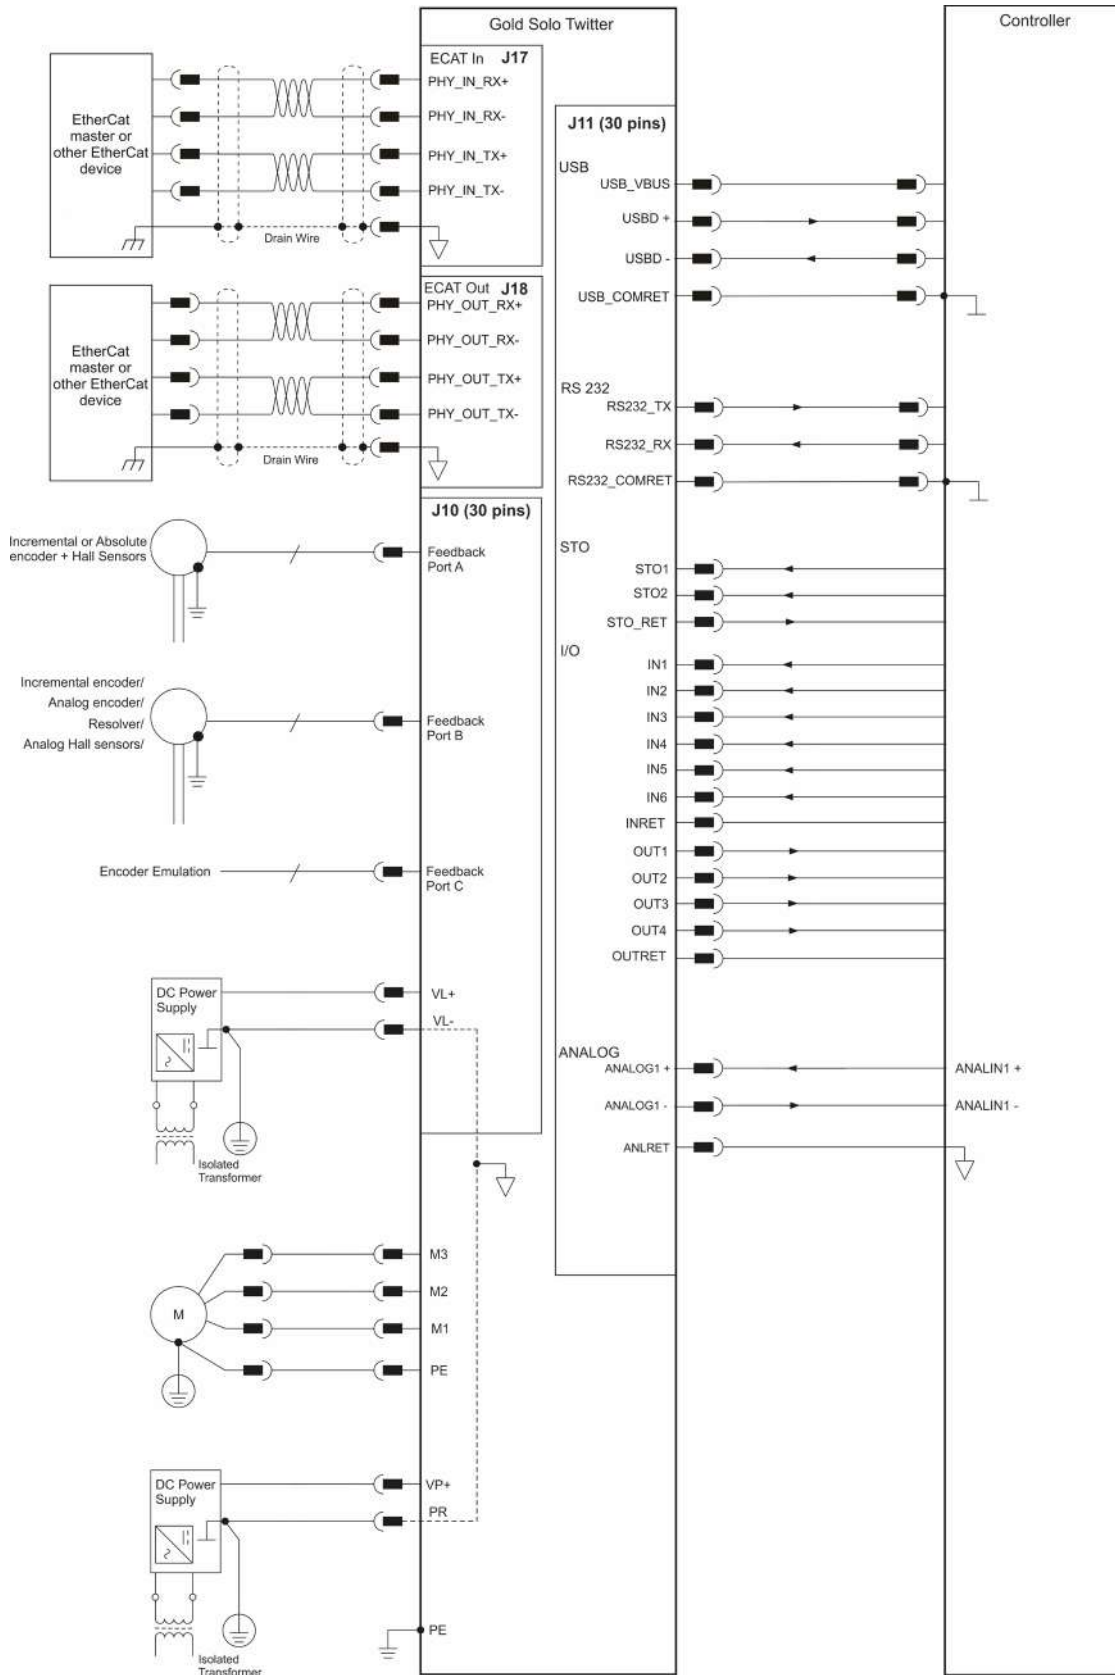 Gold Solo Twitter
Controller
ECAT In J17
PHY_IN_RX+
PHY_IN_RX-
PHY_IN_TX+
PHY_IN_TX-
EtherCat
master or
other EtherCat
device
Drain Wire
ECAT Out J18
PHY_OUT_RX+
PHY_OUT_RX-
PHY_OUT_TX+
PHY_OUT_TX-
EtherCat
master or
other EtherCat
device
Drain Wire
J10 (30 pins)
Incremental or Absolute
encoder + Hall Sensors
Feedback
Port A
Incremental encoder/
Analog encoder/
Resolver/
Analog Hall sensors/
Feedback
Port B
Encoder Emulation
Feedback
Port C
DC Power
Supply
VL+
VL-
Isolated
Transformer
M3
M2
M1
PE
M
DC Power
Supply
VP+
PR
Isolated
Transformer
PE
J11 (30 pins)
USB
USB_VBUS
USBD +
USBD -
USB_COMRET
RS 232
RS232_TX
RS232_RX
RS232_COMRET
STO
STO1
STO2
STO_RET
I/O
IN1
IN2
IN3
IN4
IN5
IN6
INRET
OUT1
OUT2
OUT3
OUT4
OUTRET
ANALOG
ANALOG1 +
ANALOG1 -
ANLRET
ANALIN1 +
ANALIN1 -